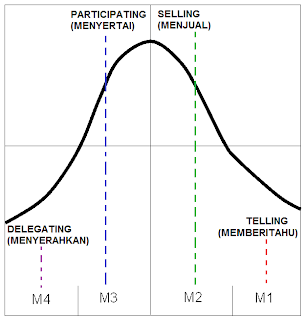 PARTICIPATING
(MENYERTAI)
SELLING
(MENJUAL)
DELEGATING
(MENYERAHKAN)
TELLING
(MEMBERITAHU)
M4
M3
M2
M1